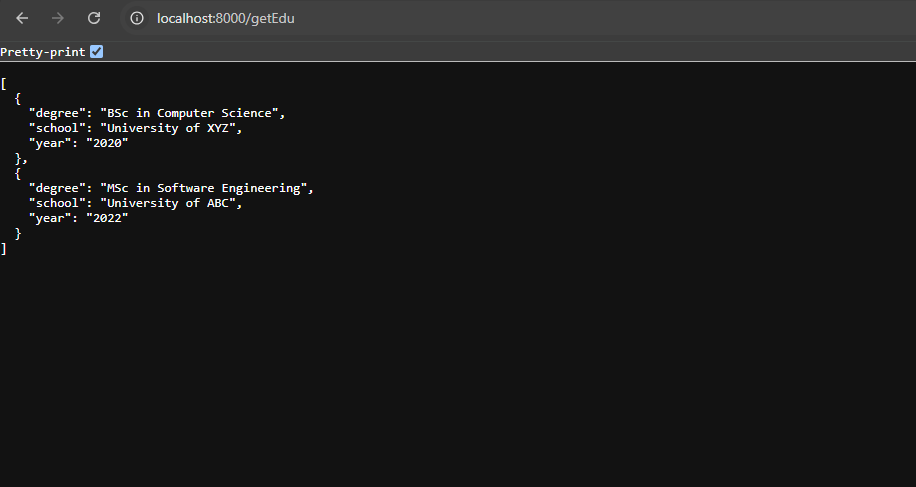 localhost:8000/getEdu
Pretty-print
[
  {
    "degree": "BSc in Computer Science",
    "school": "University of XYZ",
    "year": "2020"
  },
  {
    "degree": "MSc in Software Engineering",
    "school": "University of ABC",
    "year": "2022"
  }
]